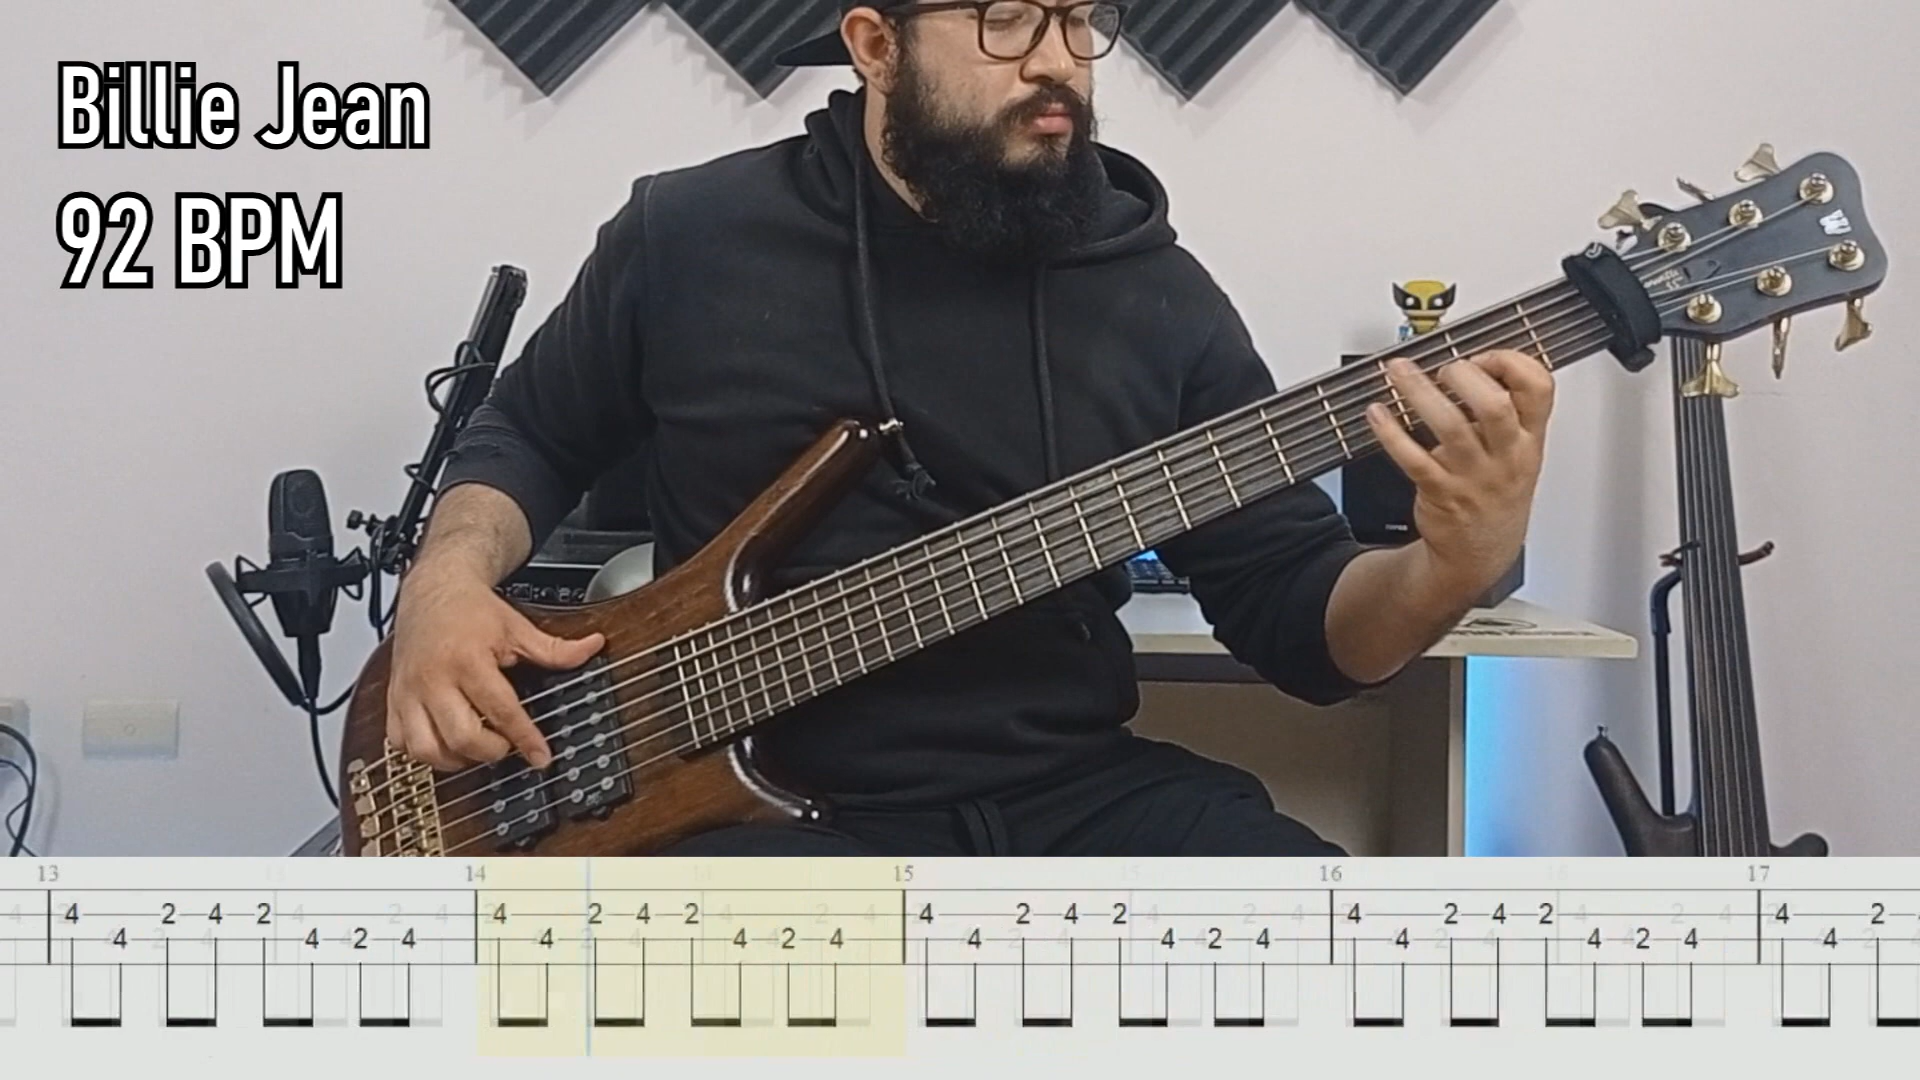 Billie Jean
92 BPM
13 14 15 16 17
4 2 4 2 4 2 4 2 4 2 4 2 4 2 4 2 4 2
4 4 2 4 4 4 2 4 4 4 2 4 4 4 2 4 4